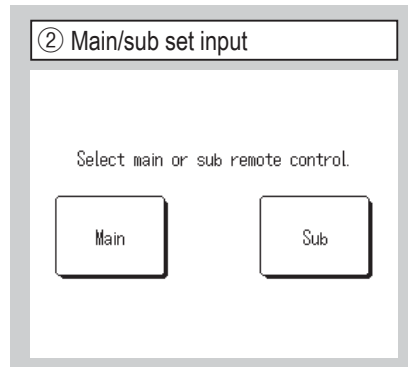 ② Main/sub set input
Select main or sub remote control.
Main
Sub